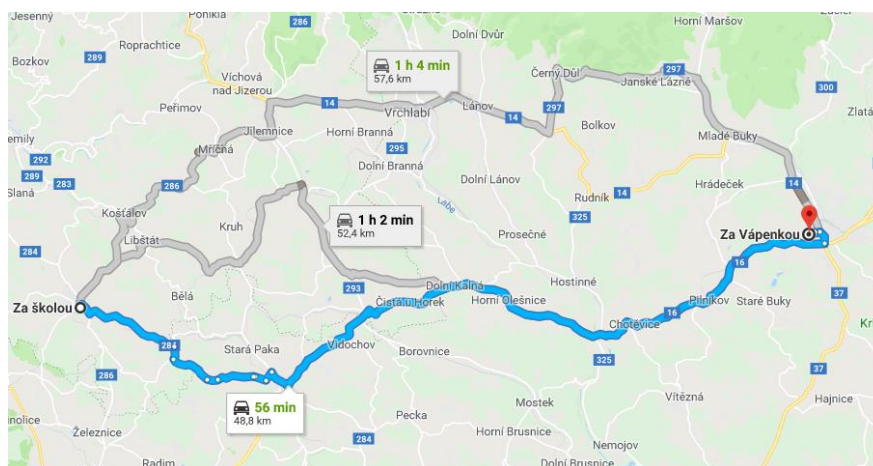 Jesenný
Ponikla
286
Dolní Dvůr
Horní Maršov
Žacléř
Roprachtice
289
Bozkov
1 h 4 min
57,6 km
Černý Důl
Janské Lázně
297
297
300
Víchová
nad Jizerou
Peřimov
14
Vrchlabí
Lánov
14
297
Bolkov
Mladé Buky
Zlatá
Jilemnice
Horní Branná
295
Mříčná
292
289
283
286
Slaná
Dolní Branná
Dolní Lánov
Hrádeček
14
Rudník
14
Košťálov
Kruh
1 h 2 min
52,4 km
Labe
325
Libštát
Prosečné
Za Vápenkou
284
16
Bělá
293
Dolní Kalná
Hostinné
37
Za školou
Čistá u Horek
Horní Olešnice
Pilníkov
Staré Buky
16
Chotěvice
284
Stará Paka
Vidochov
Borovnice
325
286
37
56 min
48,8 km
Vítězná
Hajnice
Pecka
Mostek
Železnice
284
Horní Brusnice
Nemojov
Radim
Dolní Brusnice